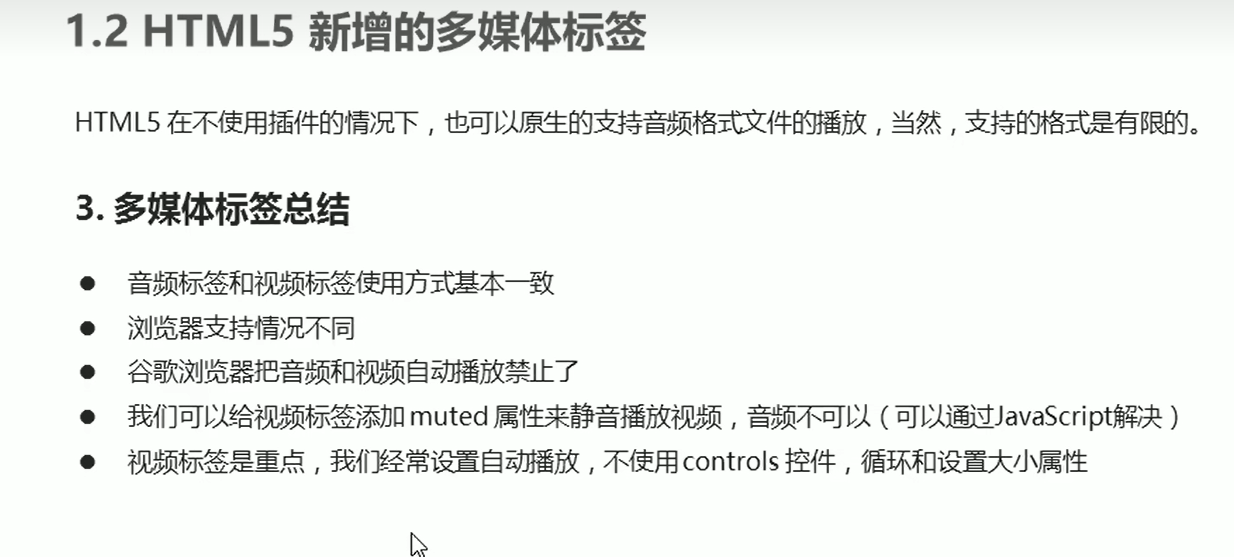 1.2 HTML5 新增的多媒体标签
HTML5 在不使用插件的情况下，也可以原生的支持音频格式文件的播放，当然，支持的格式是有限的。
3. 多媒体标签总结
● 音频标签和视频标签使用方式基本一致
● 浏览器支持情况不同
● 谷歌浏览器把音频和视频自动播放禁止了
● 我们可以给视频标签添加 muted 属性来静音播放视频，音频不可以（可以通过JavaScript解决）
● 视频标签是重点，我们经常设置自动播放，不使用 controls 控件，循环和设置大小属性